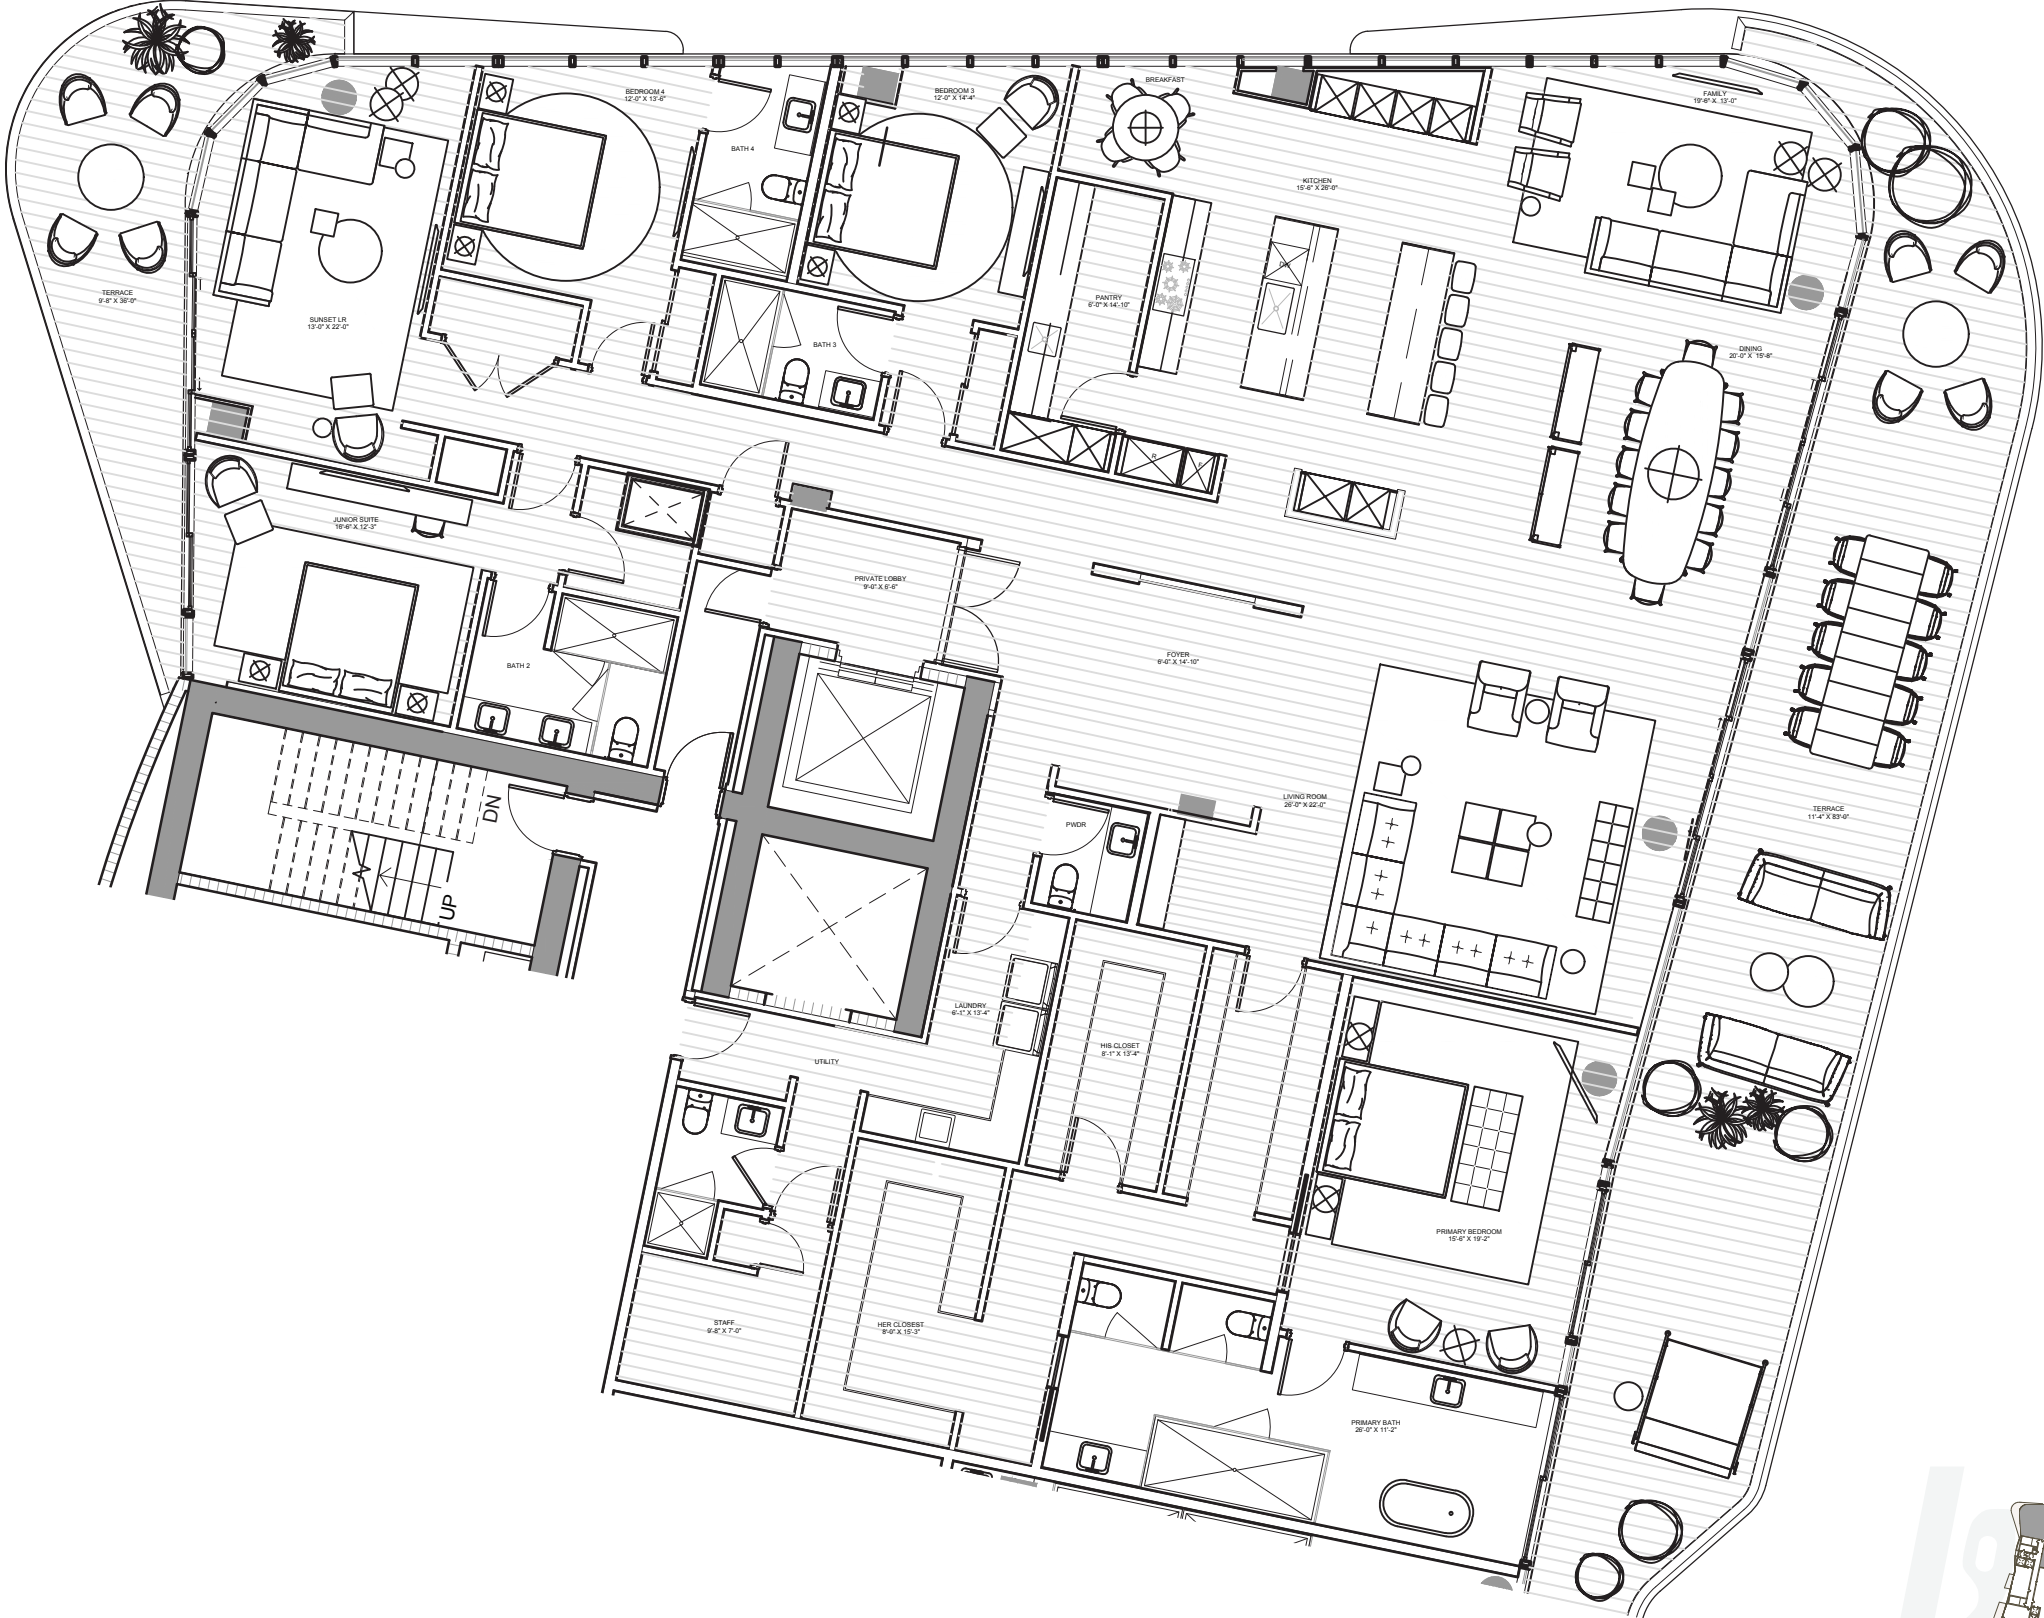 BREAKFAST
BEDROOM 4
12'-0" X 13'-6"
BEDROOM 3
12'-0" X 14'-4"
FAMILY
19'-6" X 13'-0"
BATH 4
KITCHEN
15'-6" X 26'-0"
DW
TERRACE
9'-8" X 36'-0"
PANTRY
6'-0" X 14'-10"
SUNSET LR
13'-0" X 22'-0"
BATH 3
DINING
20'-0" X 15'-8"
R
F
JUNIOR SUITE
16'-6" X 12'-3"
PRIVATE LOBBY
9'-0" X 6'-6"
BATH 2
FOYER
6'-0" X 14'-10"
DN
LIVING ROOM
26'-0" X 22'-0"
TERRACE
11'-4" X 83'-0"
PWDR
UP
LAUNDRY
6'-1" X 13'-4"
HIS CLOSET
8'-1" X 13'-4"
UTILITY
PRIMARY BEDROOM
15'-6" X 19'-2"
STAFF
9'-8" X 7'-0"
HER CLOSEST
8'-0" X 15'-3"
PRIMARY BATH
26'-0" X 11'-2"